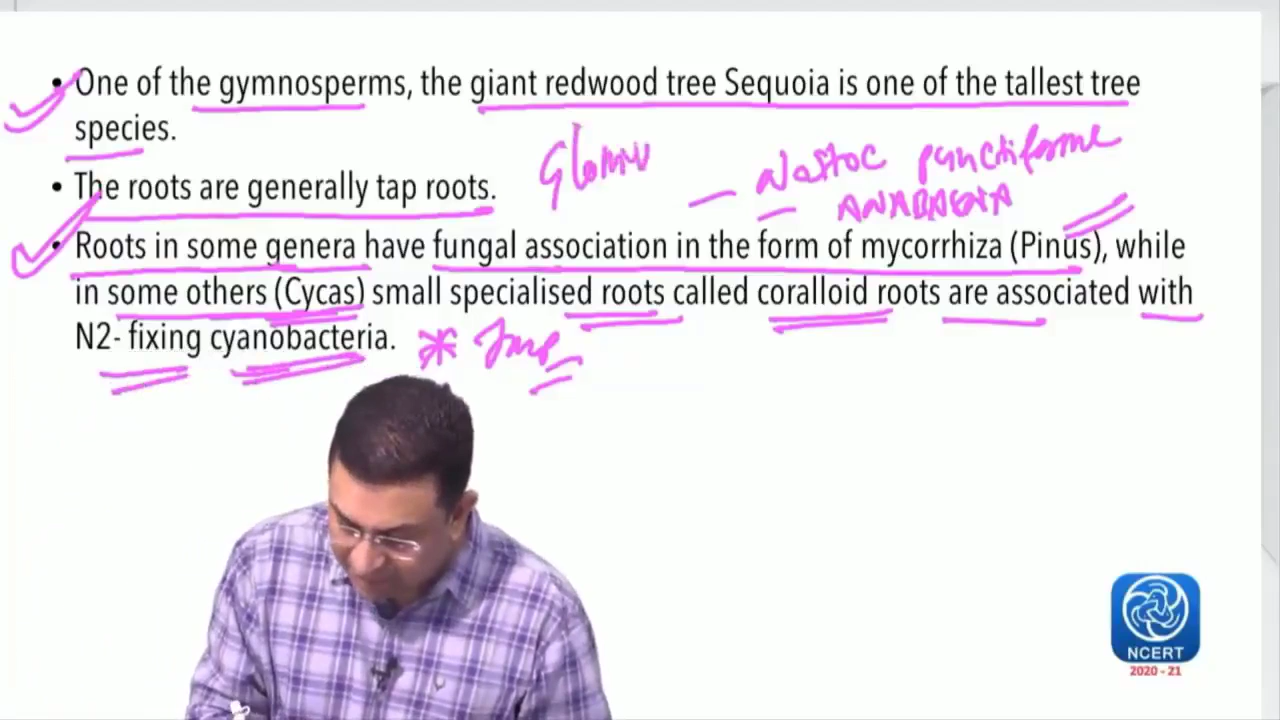 • One of the gymnosperms, the giant redwood tree Sequoia is one of the tallest tree
species.
Glomus
– Nostoc punctiforme
• The roots are generally tap roots.
– ANABAENA
• Roots in some genera have fungal association in the form of mycorrhiza (Pinus), while
in some others (Cycas) small specialised roots called coralloid roots are associated with
N2- fixing cyanobacteria.
* Imp
NCERT
2020 - 21